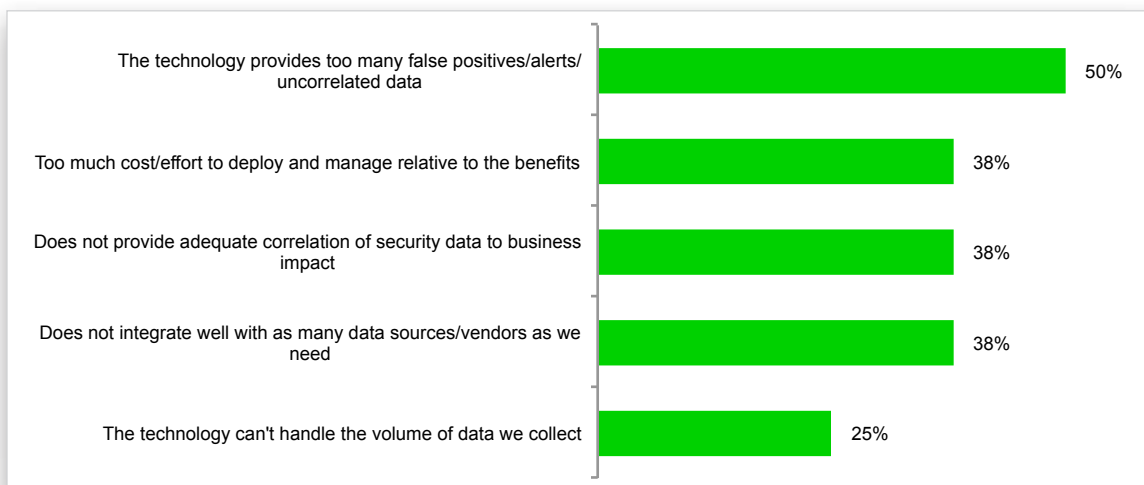 The technology provides too many false positives/alerts/
uncorrelated data
50%
Too much cost/effort to deploy and manage relative to the benefits
38%
Does not provide adequate correlation of security data to business
impact
38%
Does not integrate well with as many data sources/vendors as we
need
38%
The technology can't handle the volume of data we collect
25%